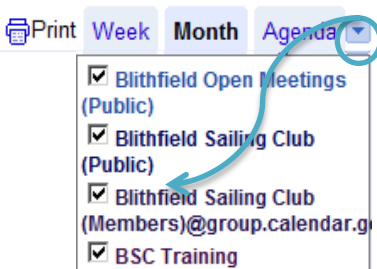 Print Week Month Agenda
Blithfield Open Meetings
(Public)
Blithfield Sailing Club
(Public)
Blithfield Sailing Club
(Members)@group.calendar.g
BSC Training